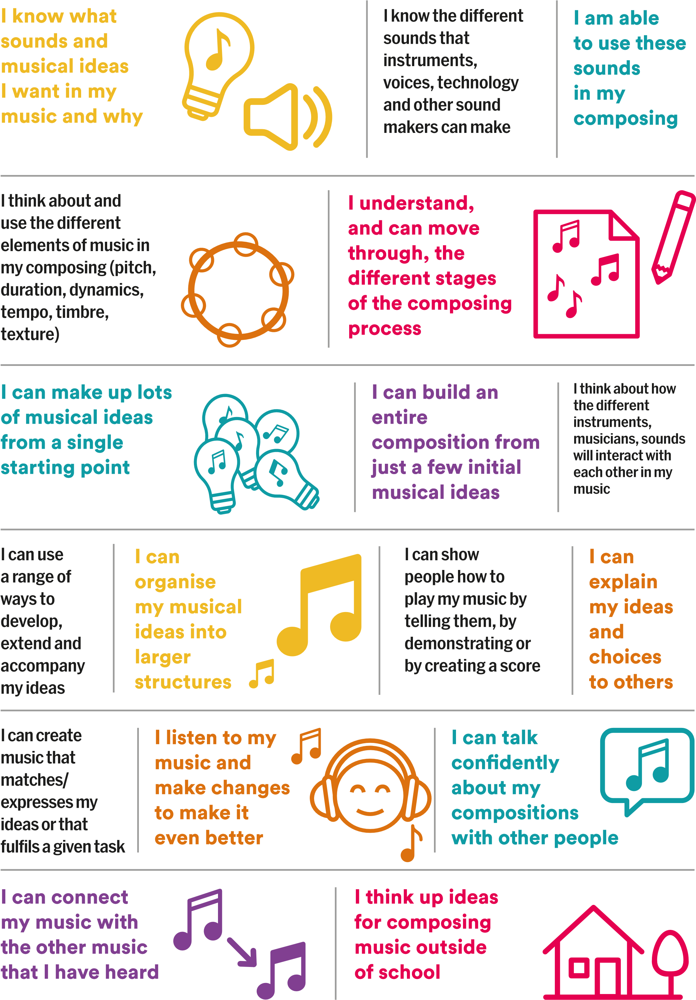 I know what
sounds and
musical ideas
I want in my
music and why
I know the different
sounds that
instruments,
voices, technology
and other sound
makers can make
I am able
to use these
sounds
in my
composing
I think about and
use the different
elements of music in
my composing (pitch,
duration, dynamics,
tempo, timbre,
texture)
I understand,
and can move
through, the
different stages
of the composing
process
I can make up lots
of musical ideas
from a single
starting point
I can build an
entire
composition from
just a few initial
musical ideas
I think about how
the different
instruments,
musicians, sounds
will interact with
each other in my
music
I can use
a range of
ways to
develop,
extend and
accompany
my ideas
I can
organise
my musical
ideas into
larger
structures
I can show
people how to
play my music by
telling them, by
demonstrating or
by creating a score
I can
explain
my ideas
and
choices
to others
I can create
music that
matches/
expresses my
ideas or that
fulfils a given task
I listen to my
music and
make changes
to make it
even better
I can talk
confidently
about my
compositions
with other people
I can connect
my music with
the other music
that I have heard
I think up ideas
for composing
music outside
of school